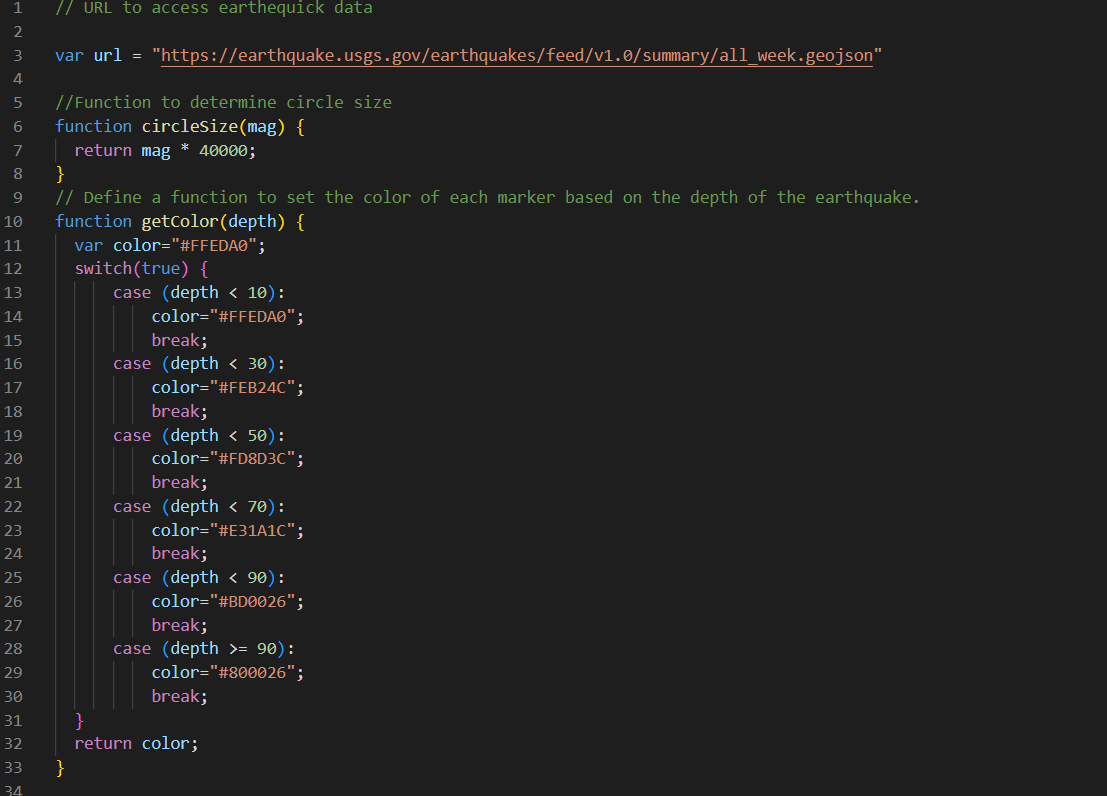 1 // URL to access earthequick data
2
3 var url = "https://earthquake.usgs.gov/earthquakes/feed/v1.0/summary/all_week.geojson"
4
5 //Function to determine circle size
6 function circleSize(mag) {
7   return mag * 40000;
8 }
9 // Define a function to set the color of each marker based on the depth of the earthquake.
10 function getColor(depth) {
11   var color="#FFEDA0";
12   switch(true) {
13       case (depth < 10):
14           color="#FFEDA0";
15           break;
16       case (depth < 30):
17           color="#FEB24C";
18           break;
19       case (depth < 50):
20           color="#FD8D3C";
21           break;
22       case (depth < 70):
23           color="#E31A1C";
24           break;
25       case (depth < 90):
26           color="#BD0026";
27           break;
28       case (depth >= 90):
29           color="#800026";
30           break;
31   }
32   return color;
33 }
34